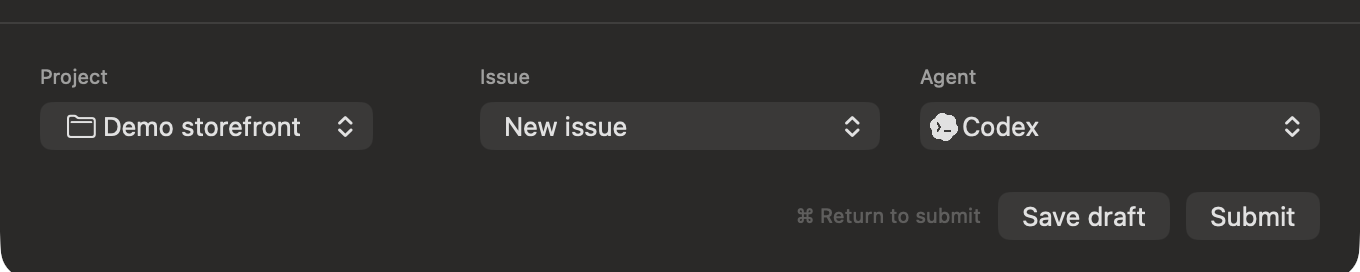 Project
Issue
Agent
Demo storefront
New issue
Codex
⌘ Return to submit
Save draft
Submit